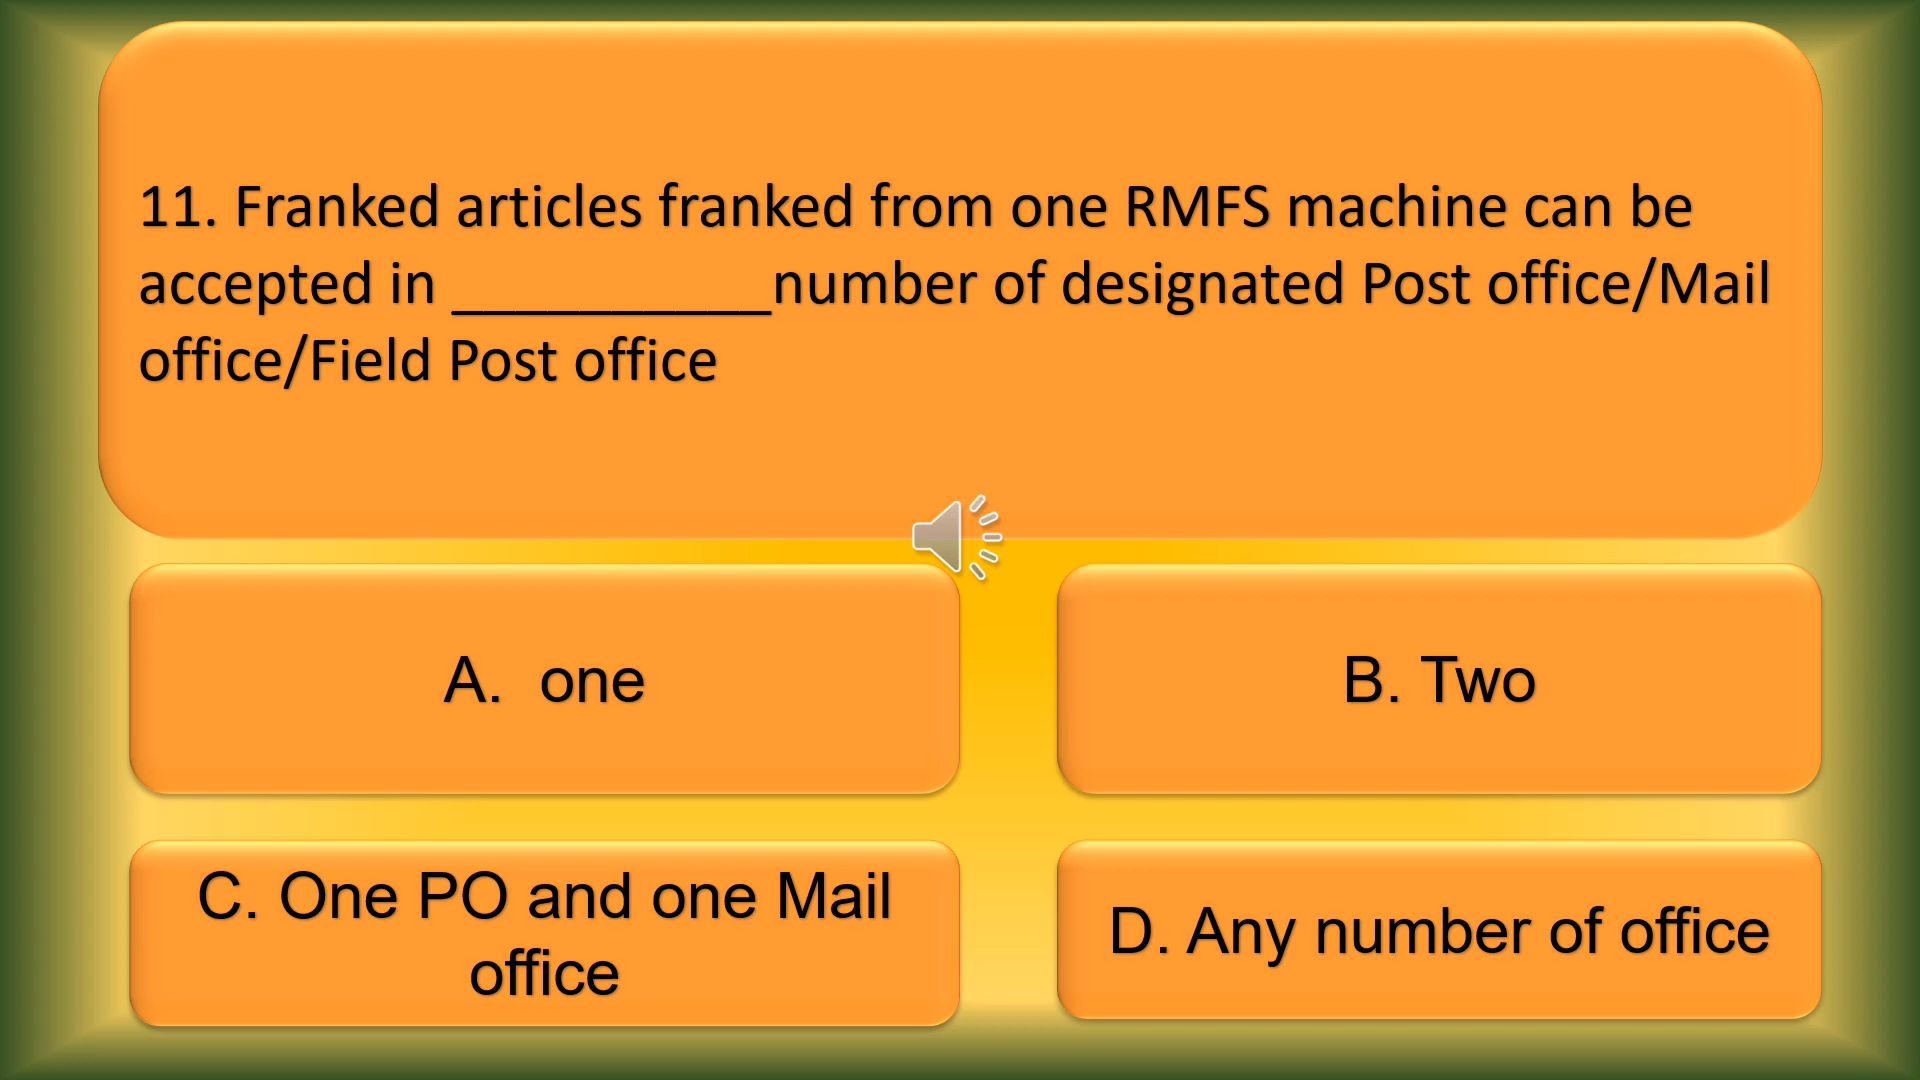 11. Franked articles franked from one RMFS machine can be
accepted in __________number of designated Post office/Mail
office/Field Post office
A.  one
B. Two
C. One PO and one Mail
office
D. Any number of office